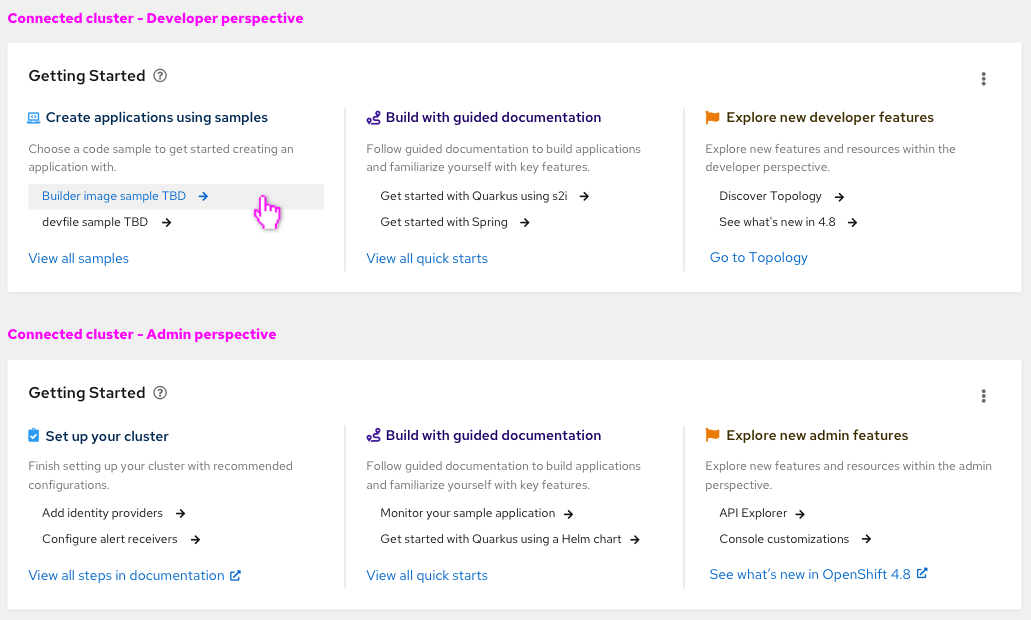 Connected cluster - Developer perspective
Getting Started
Create applications using samples
Choose a code sample to get started creating an
application with.
Builder image sample TBD
devfile sample TBD
View all samples
Build with guided documentation
Follow guided documentation to build applications
and familiarize yourself with key features.
Get started with Quarkus using s2i
Get started with Spring
View all quick starts
Explore new developer features
Explore new features and resources within the
developer perspective.
Discover Topology
See what's new in 4.8
Go to Topology
Connected cluster - Admin perspective
Getting Started
Set up your cluster
Finish setting up your cluster with recommended
configurations.
Add identity providers
Configure alert receivers
View all steps in documentation
Build with guided documentation
Follow guided documentation to build applications
and familiarize yourself with key features.
Monitor your sample application
Get started with Quarkus using a Helm chart
View all quick starts
Explore new admin features
Explore new features and resources within the admin
perspective.
API Explorer
Console customizations
See what’s new in OpenShift 4.8